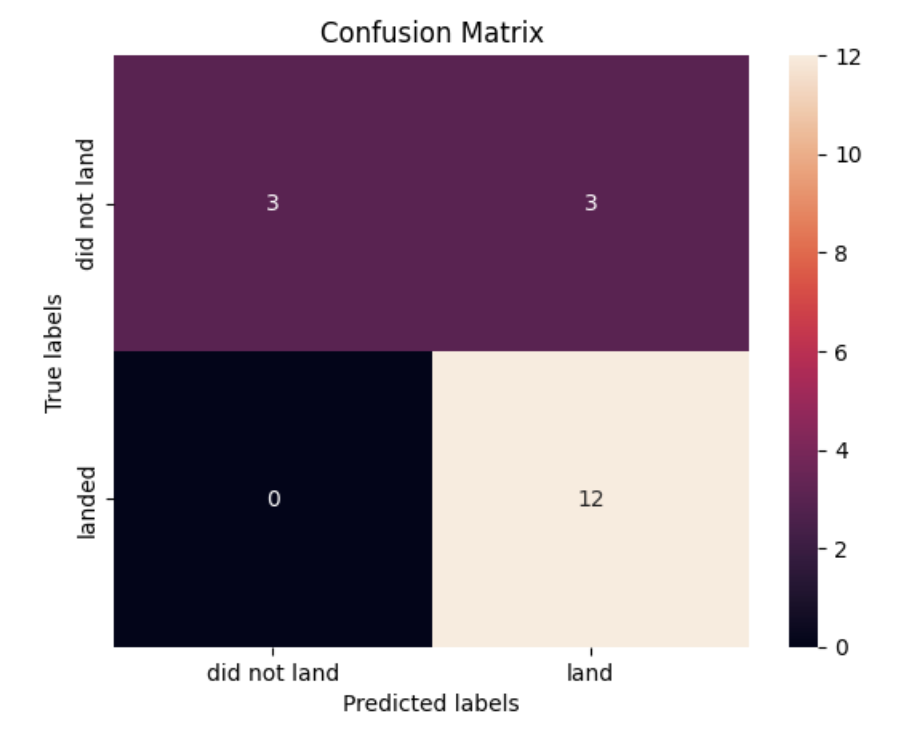 Confusion Matrix
did not land
landed
True labels
3 3
0 12
did not land land
Predicted labels
12
10
8
6
4
2
0